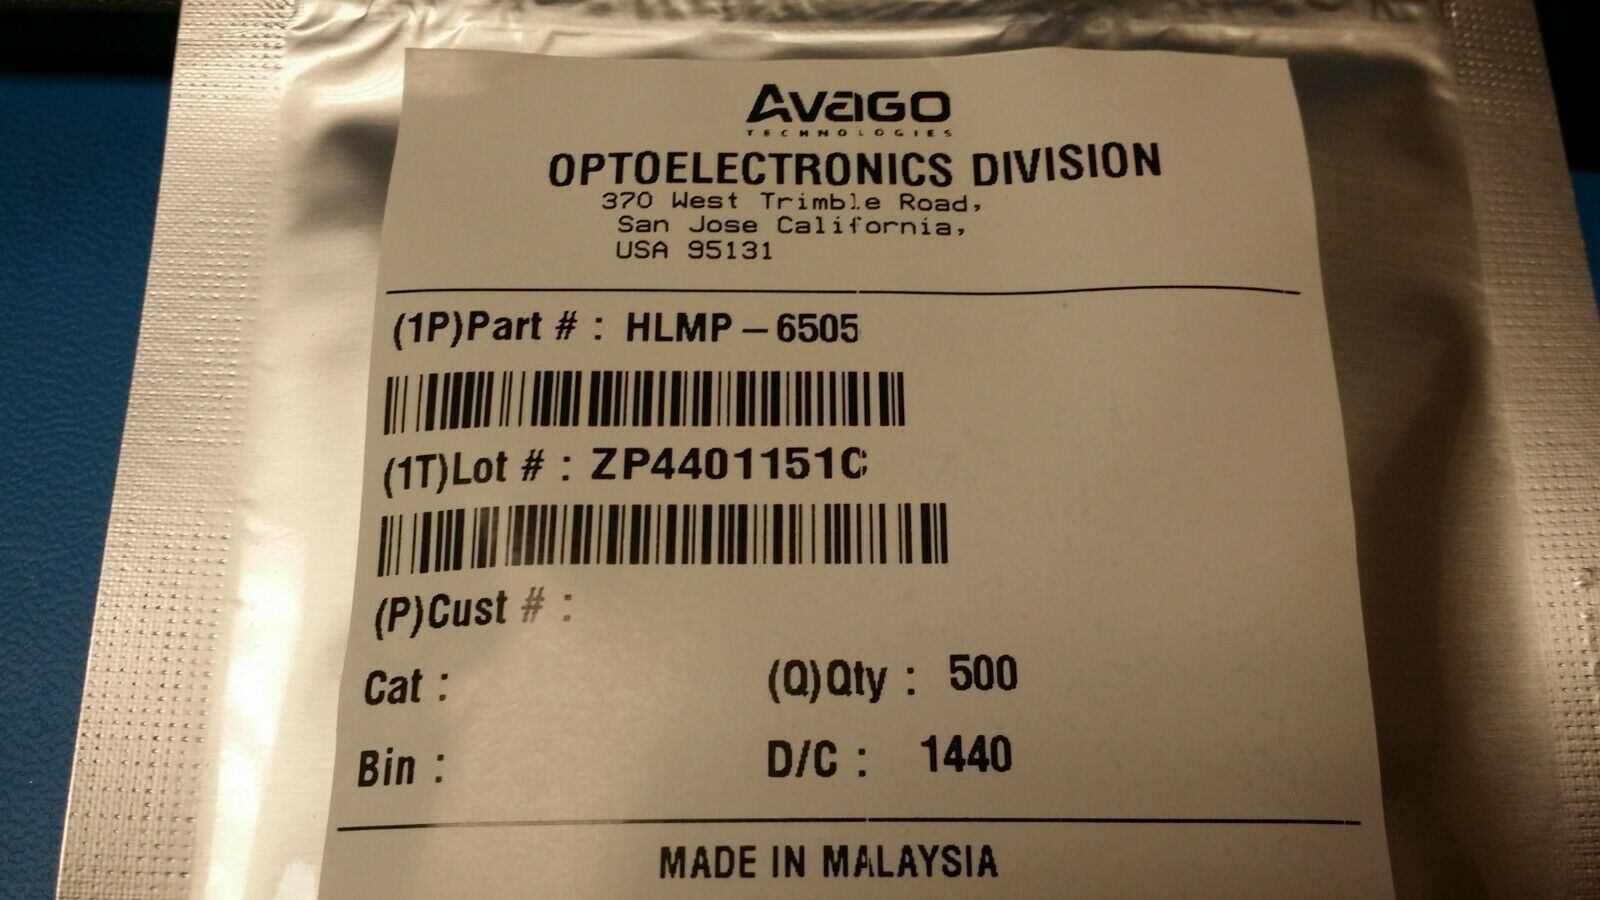 AVAGO
TECHNOLOGIES
OPTOELECTRONICS DIVISION
370 West Trimble Road,
San Jose California,
USA 95131
(1P)Part # : HLMP-6505
(1T)Lot # : ZP4401151C
(P)Cust # :
Cat :
(Q)Qty : 500
Bin :
D/C : 1440
MADE IN MALAYSIA